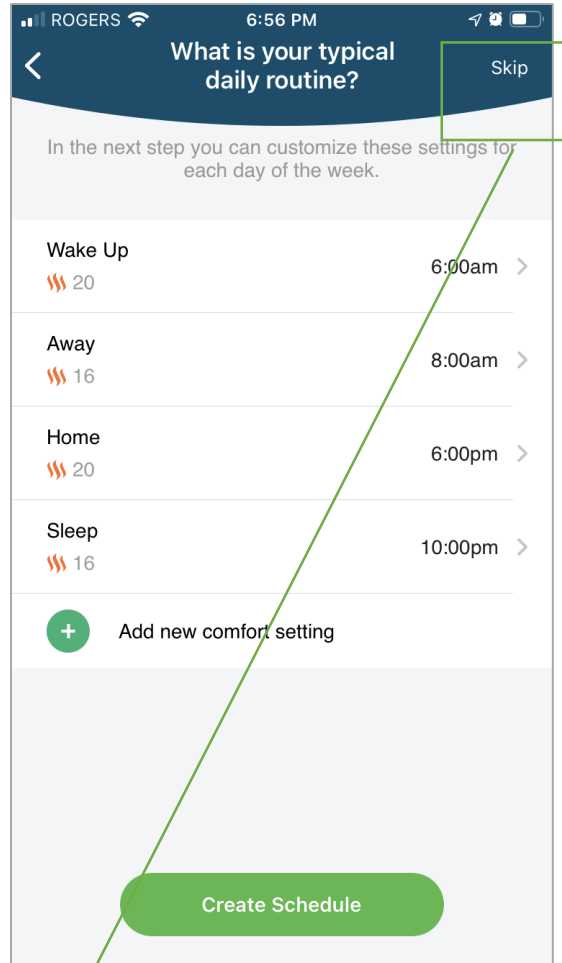 ROGERS 6:56 PM
What is your typical
daily routine?
Skip
In the next step you can customize these settings for
each day of the week.
Wake Up
6:00am
20
Away
8:00am
16
Home
6:00pm
20
Sleep
10:00pm
16
+ Add new comfort setting
Create Schedule